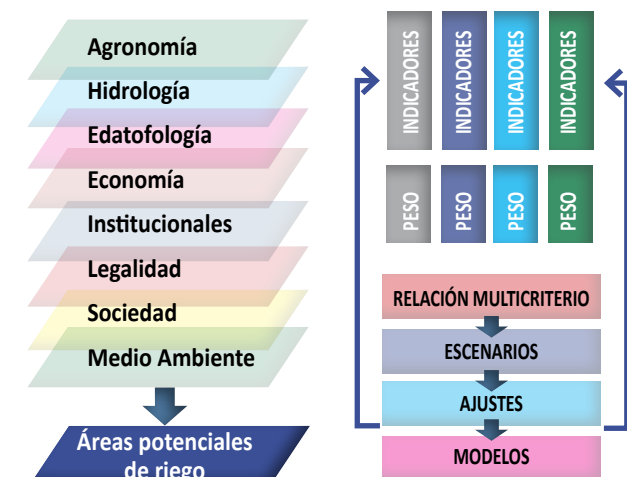 Agronomía
Hidrología
Edatofología
Economía
Institucionales
Legalidad
Sociedad
Medio Ambiente
Áreas potenciales
de riego
INDICADORES
INDICADORES
INDICADORES
INDICADORES
PESO
PESO
PESO
PESO
RELACIÓN MULTICRITERIO
ESCENARIOS
AJUSTES
MODELOS